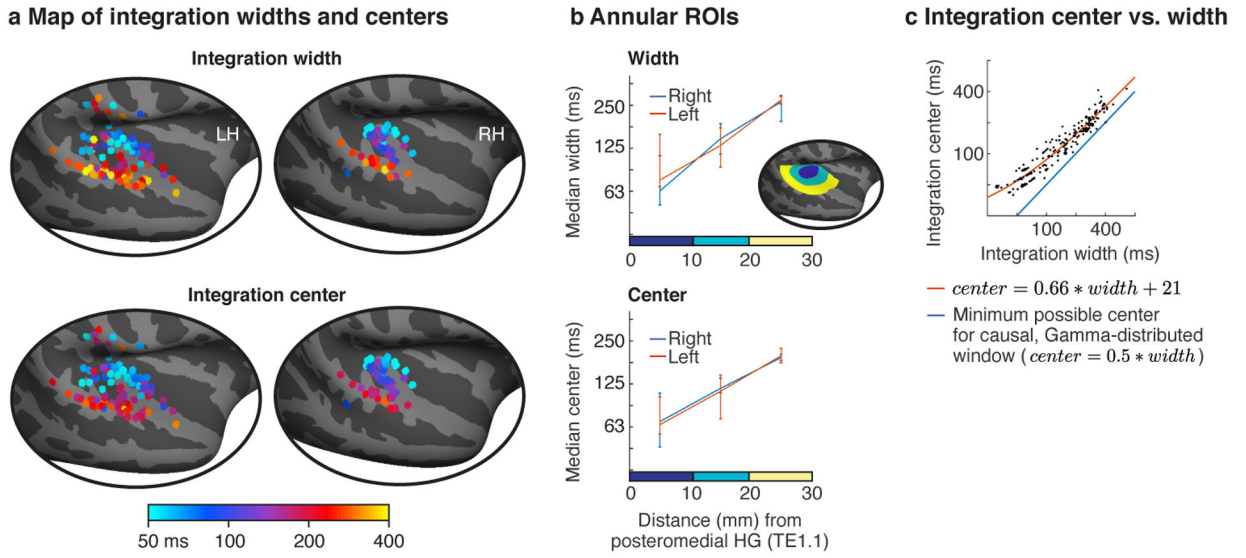 a Map of integration widths and centers
Integration width
LH
RH
Integration center
50 ms 100 200 400
b Annular ROIs
Width
Median width (ms)
250
125
63
Right
Left
0 10 20 30
Center
Median center (ms)
250
125
63
Right
Left
0 10 20 30
Distance (mm) from
posteromedial HG (TE1.1)
c Integration center vs. width
Integration center
(ms)
400
100
100 400
Integration width (ms)
center = 0.66 * width + 21
Minimum possible center
for causal, Gamma-distributed
window (center = 0.5 * width)